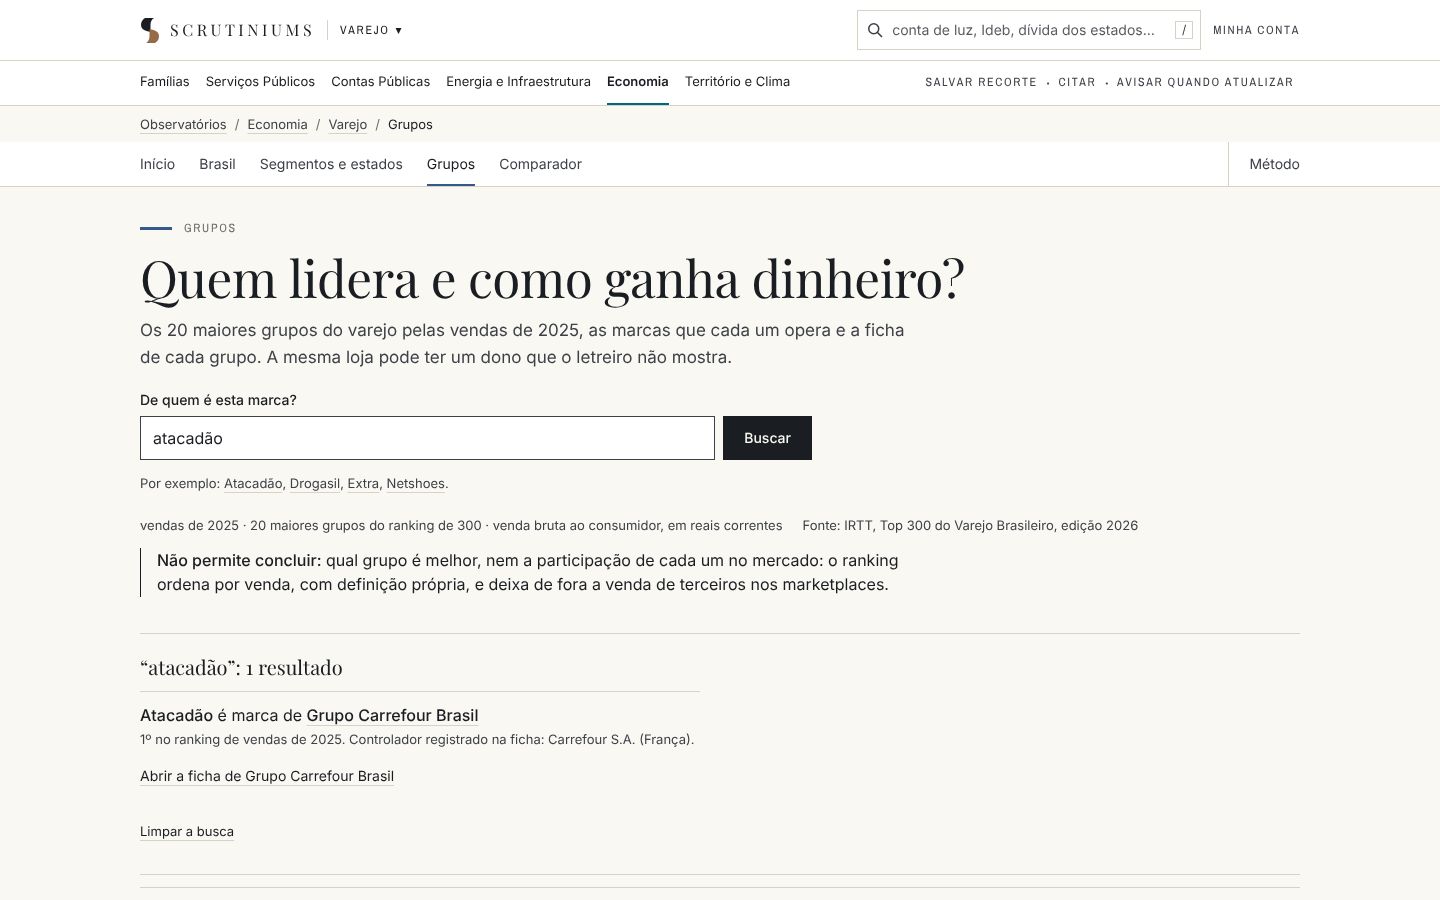 SCRUTINIUMS
VAREJO ▼
conta de luz, Ideb, dívida dos estados...
/
MINHA CONTA
Famílias
Serviços Públicos
Contas Públicas
Energia e Infraestrutura
Economia
Território e Clima
SALVAR RECORTE • CITAR • AVISAR QUANDO ATUALIZAR
Observatórios / Economia / Varejo / Grupos
Início
Brasil
Segmentos e estados
Grupos
Comparador
Método
GRUPOS
Quem lidera e como ganha dinheiro?
Os 20 maiores grupos do varejo pelas vendas de 2025, as marcas que cada um opera e a ficha
de cada grupo. A mesma loja pode ter um dono que o letreiro não mostra.
De quem é esta marca?
atacadão
Buscar
Por exemplo: Atacadão, Drogasil, Extra, Netshoes.
vendas de 2025 · 20 maiores grupos do ranking de 300 · venda bruta ao consumidor, em reais correntes
Fonte: IRTT, Top 300 do Varejo Brasileiro, edição 2026
Não permite concluir: qual grupo é melhor, nem a participação de cada um no mercado: o ranking
ordena por venda, com definição própria, e deixa de fora a venda de terceiros nos marketplaces.
“atacadão”: 1 resultado
Atacadão é marca de Grupo Carrefour Brasil
1º no ranking de vendas de 2025. Controlador registrado na ficha: Carrefour S.A. (França).
Abrir a ficha de Grupo Carrefour Brasil
Limpar a busca